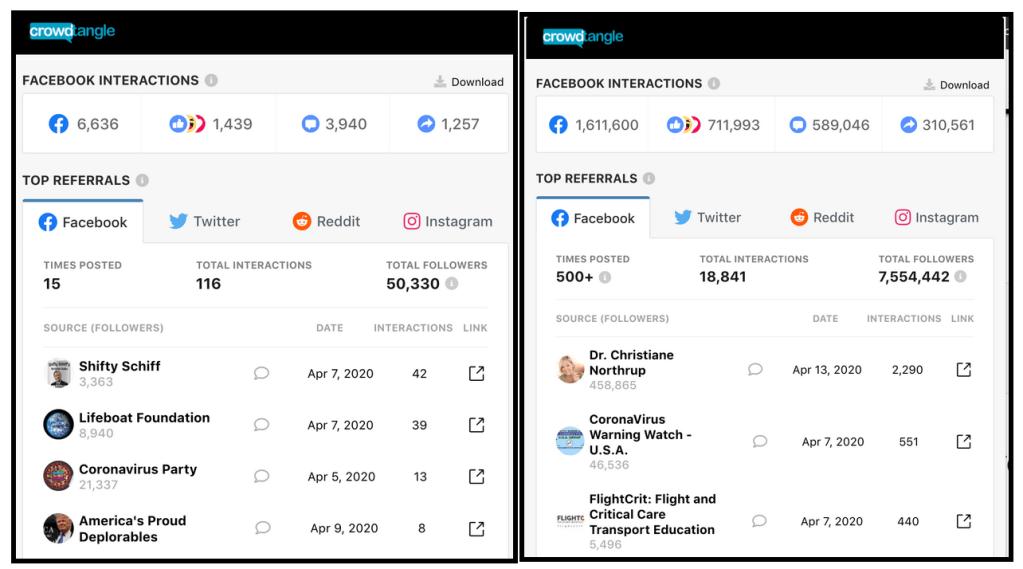 crowdtangle
FACEBOOK INTERACTIONS
Download
6,636
1,439
3,940
1,257
TOP REFERRALS
Facebook
Twitter
Reddit
Instagram
TIMES POSTED
TOTAL INTERACTIONS
TOTAL FOLLOWERS
15
116
50,330
SOURCE (FOLLOWERS)
DATE
INTERACTIONS
LINK
Shifty Schiff
3,363
Apr 7, 2020
42
Lifeboat Foundation
8,940
Apr 7, 2020
39
Coronavirus Party
21,337
Apr 5, 2020
13
America's Proud
Deplorables
Apr 9, 2020
8
crowdtangle
FACEBOOK INTERACTIONS
Download
1,611,600
711,993
589,046
310,561
TOP REFERRALS
Facebook
Twitter
Reddit
Instagram
TIMES POSTED
TOTAL INTERACTIONS
TOTAL FOLLOWERS
500+
18,841
7,554,442
SOURCE (FOLLOWERS)
DATE
INTERACTIONS
LINK
Dr. Christiane
Northrup
458,865
Apr 13, 2020
2,290
CoronaVirus
Warning Watch -
U.S.A.
46,536
Apr 7, 2020
551
FlightCrit: Flight and
Critical Care
Transport Education
5,496
Apr 7, 2020
440